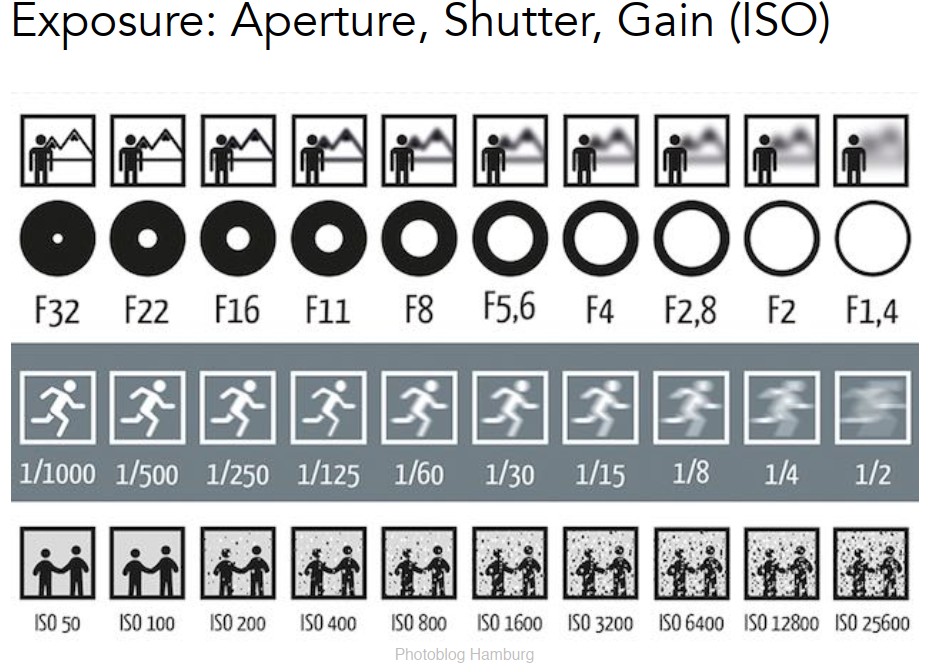 Exposure: Aperture, Shutter, Gain (ISO)
F32 F22 F16 F11 F8 F5,6 F4 F2,8 F2 F1,4
1/1000 1/500 1/250 1/125 1/60 1/30 1/15 1/8 1/4 1/2
ISO 50 ISO 100 ISO 200 ISO 400 ISO 800 ISO 1600 ISO 3200 ISO 6400 ISO 12800 ISO 25600
Photoblog Hamburg